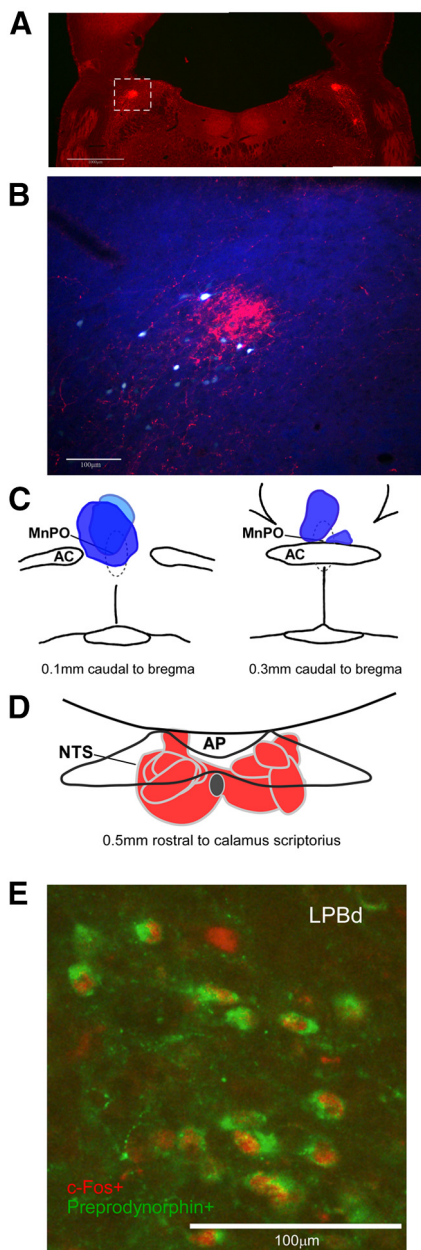 A
1000µm
B
100µm
C
MnPO
AC
MnPO
AC
0.1mm caudal to bregma
0.3mm caudal to bregma
D
AP
NTS
0.5mm rostral to calamus scriptorius
E
LPBd
c-Fos+
Preprodynorphin+
100µm